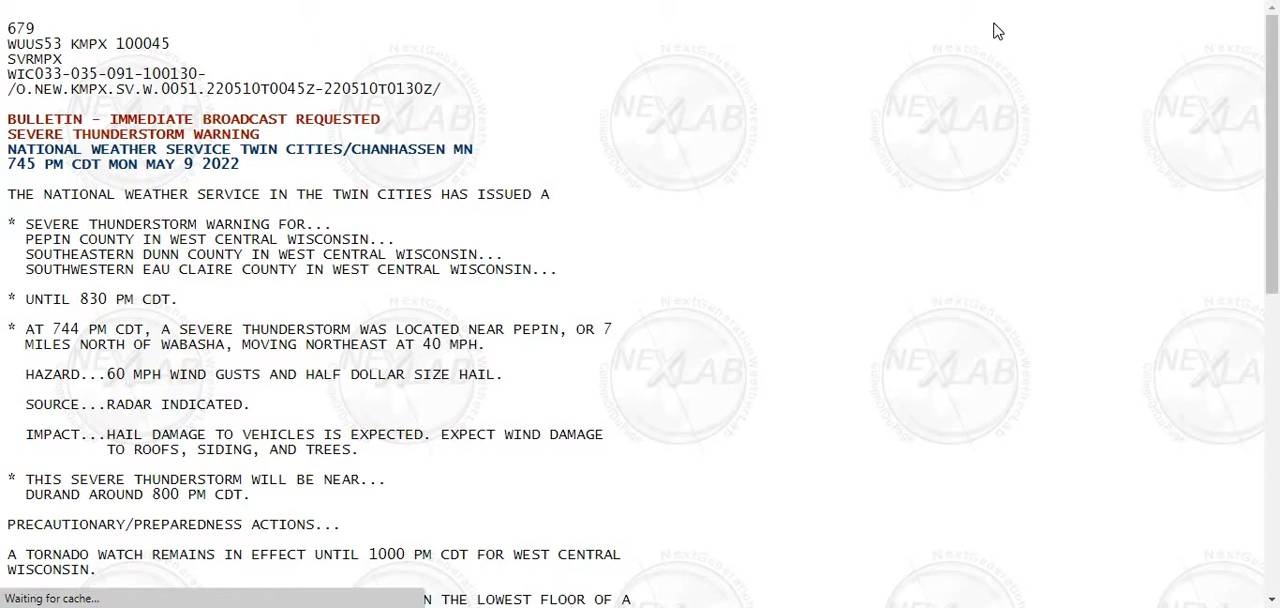 679
WUUS53 KMPX 100045
SVRMPX
WIC033-035-091-100130-
/O.NEW.KMPX.SV.W.0051.220510T0045Z-220510T0130Z/
BULLETIN - IMMEDIATE BROADCAST REQUESTED
SEVERE THUNDERSTORM WARNING
NATIONAL WEATHER SERVICE TWIN CITIES/CHANHASSEN MN
745 PM CDT MON MAY 9 2022
THE NATIONAL WEATHER SERVICE IN THE TWIN CITIES HAS ISSUED A
* SEVERE THUNDERSTORM WARNING FOR...
PEPIN COUNTY IN WEST CENTRAL WISCONSIN...
SOUTHEASTERN DUNN COUNTY IN WEST CENTRAL WISCONSIN...
SOUTHWESTERN EAU CLAIRE COUNTY IN WEST CENTRAL WISCONSIN...
* UNTIL 830 PM CDT.
* AT 744 PM CDT, A SEVERE THUNDERSTORM WAS LOCATED NEAR PEPIN, OR 7
MILES NORTH OF WABASHA, MOVING NORTHEAST AT 40 MPH.
HAZARD...60 MPH WIND GUSTS AND HALF DOLLAR SIZE HAIL.
SOURCE...RADAR INDICATED.
IMPACT...HAIL DAMAGE TO VEHICLES IS EXPECTED. EXPECT WIND DAMAGE
TO ROOFS, SIDING, AND TREES.
* THIS SEVERE THUNDERSTORM WILL BE NEAR...
DURAND AROUND 800 PM CDT.
PRECAUTIONARY/PREPAREDNESS ACTIONS...
A TORNADO WATCH REMAINS IN EFFECT UNTIL 1000 PM CDT FOR WEST CENTRAL
WISCONSIN.
Waiting for cache...
THE LOWEST FLOOR OF A